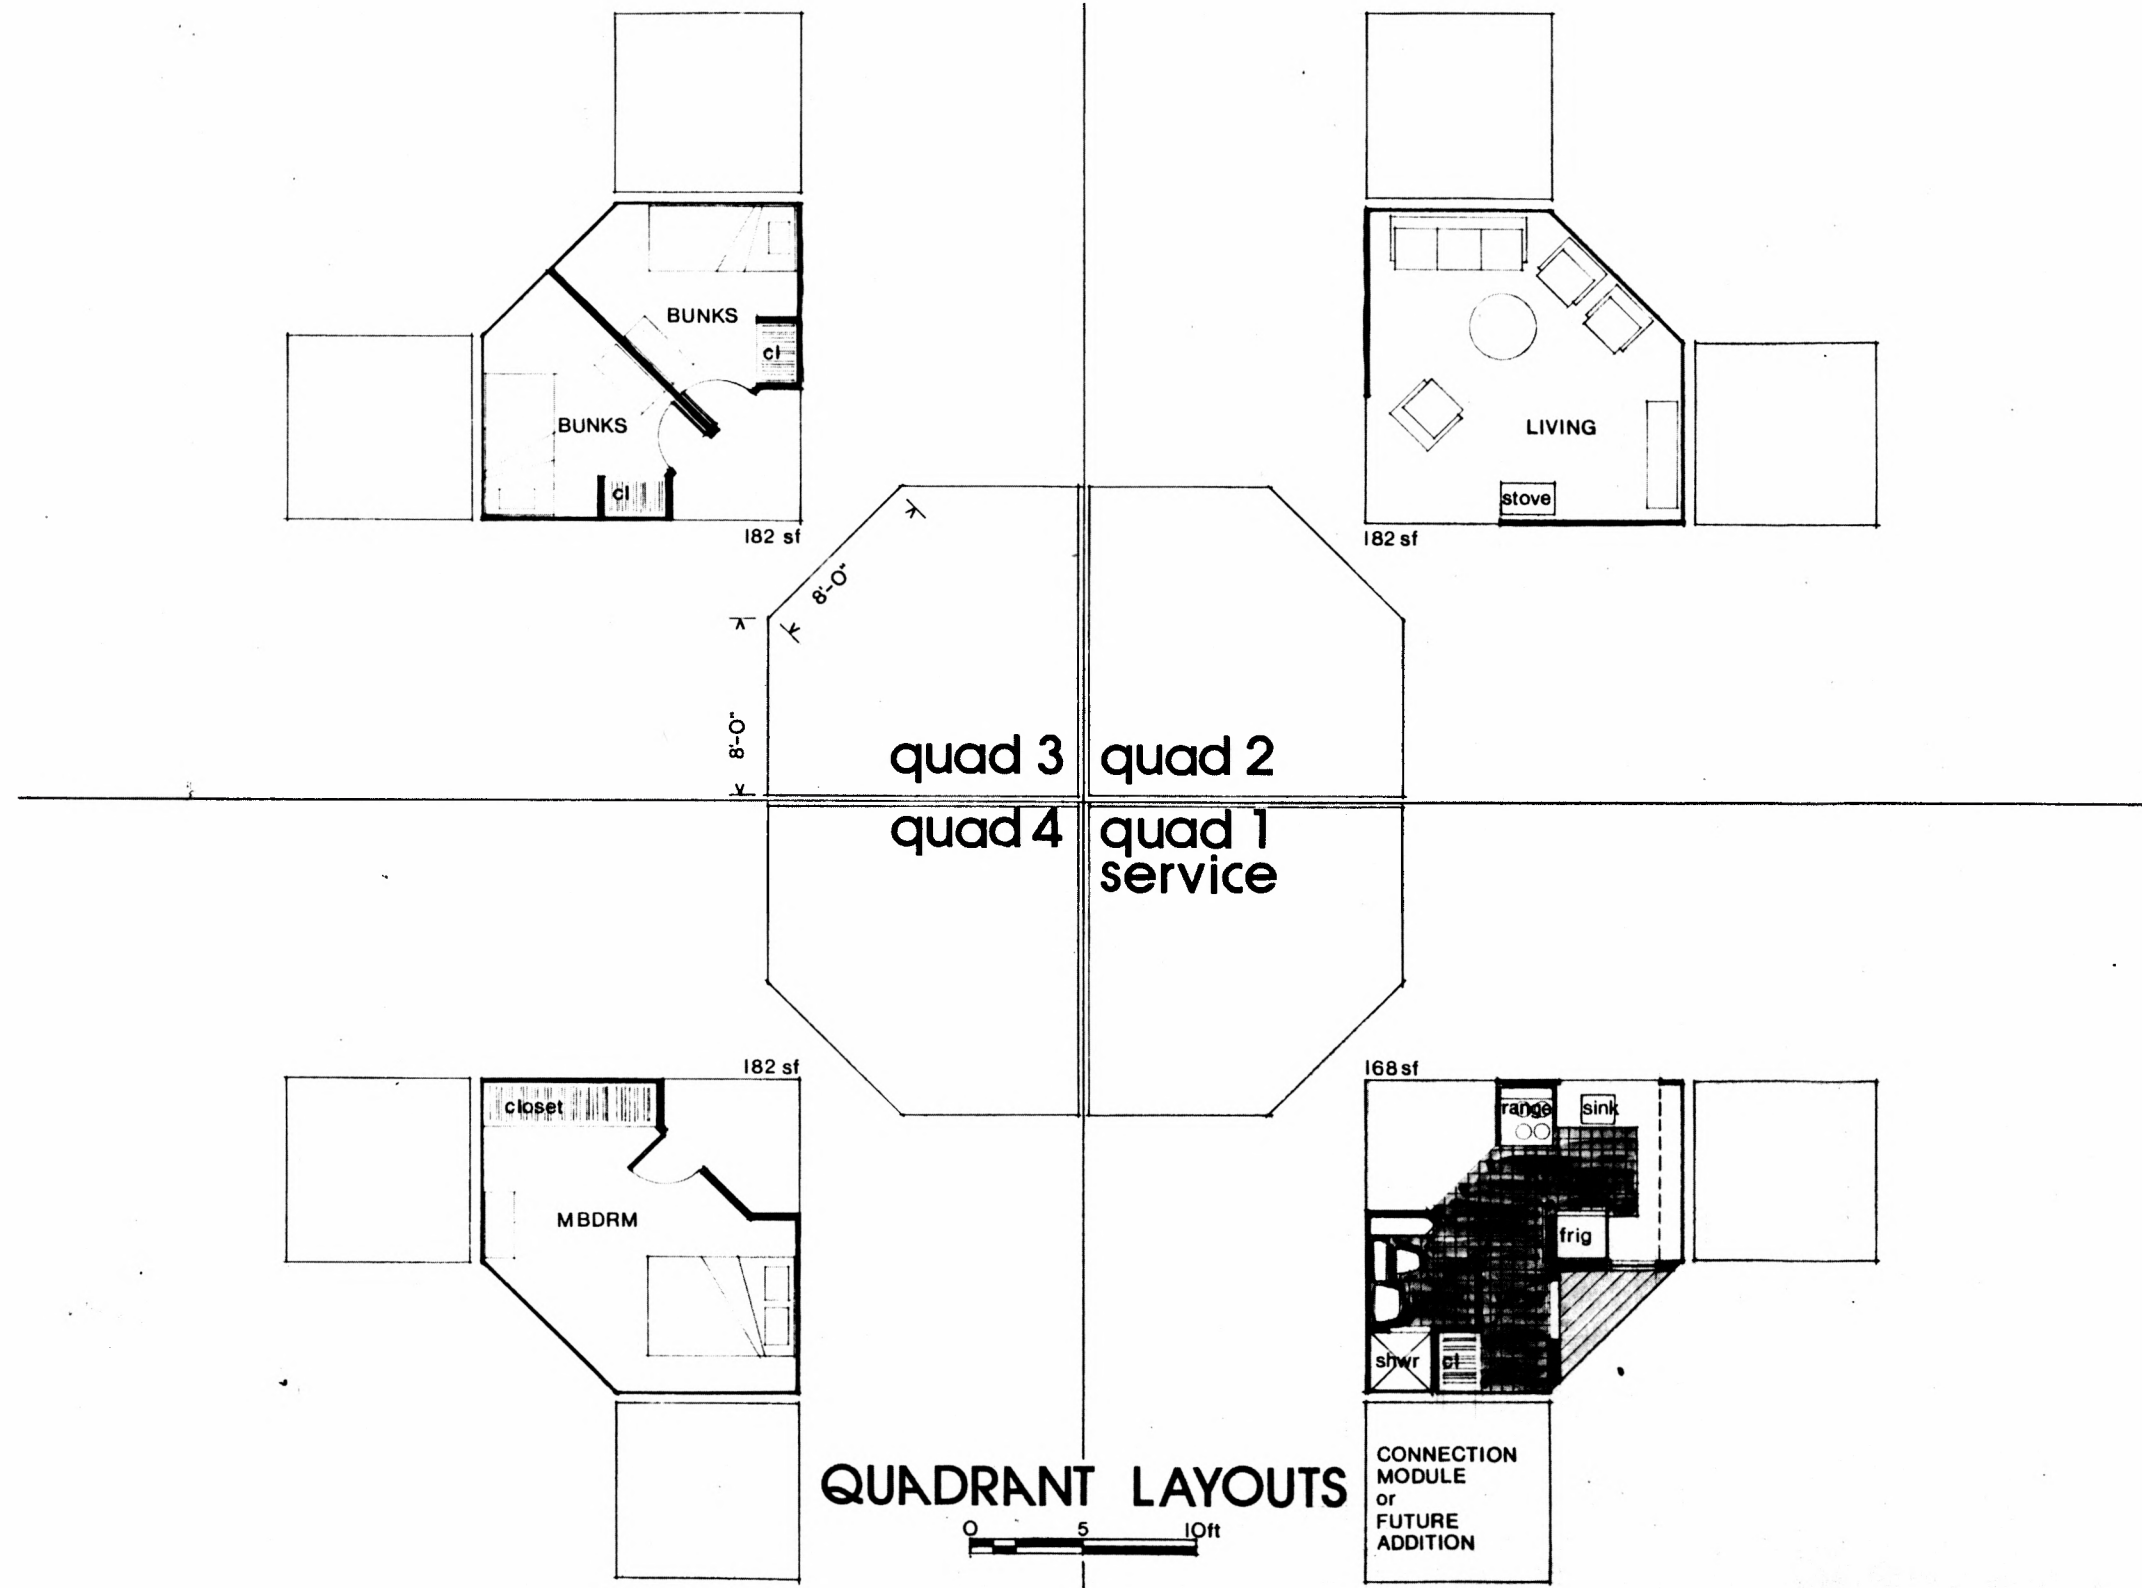 BUNKS
cl
BUNKS
cl
182 sf
LIVING
stove
182 sf
8'-0"
8'-0"
quad 3
quad 2
quad 4
quad 1
service
182 sf
closet
MBDRM
168 sf
range
sink
frig
shwr
cl
QUADRANT LAYOUTS
0 5 10ft
CONNECTION
MODULE
or
FUTURE
ADDITION